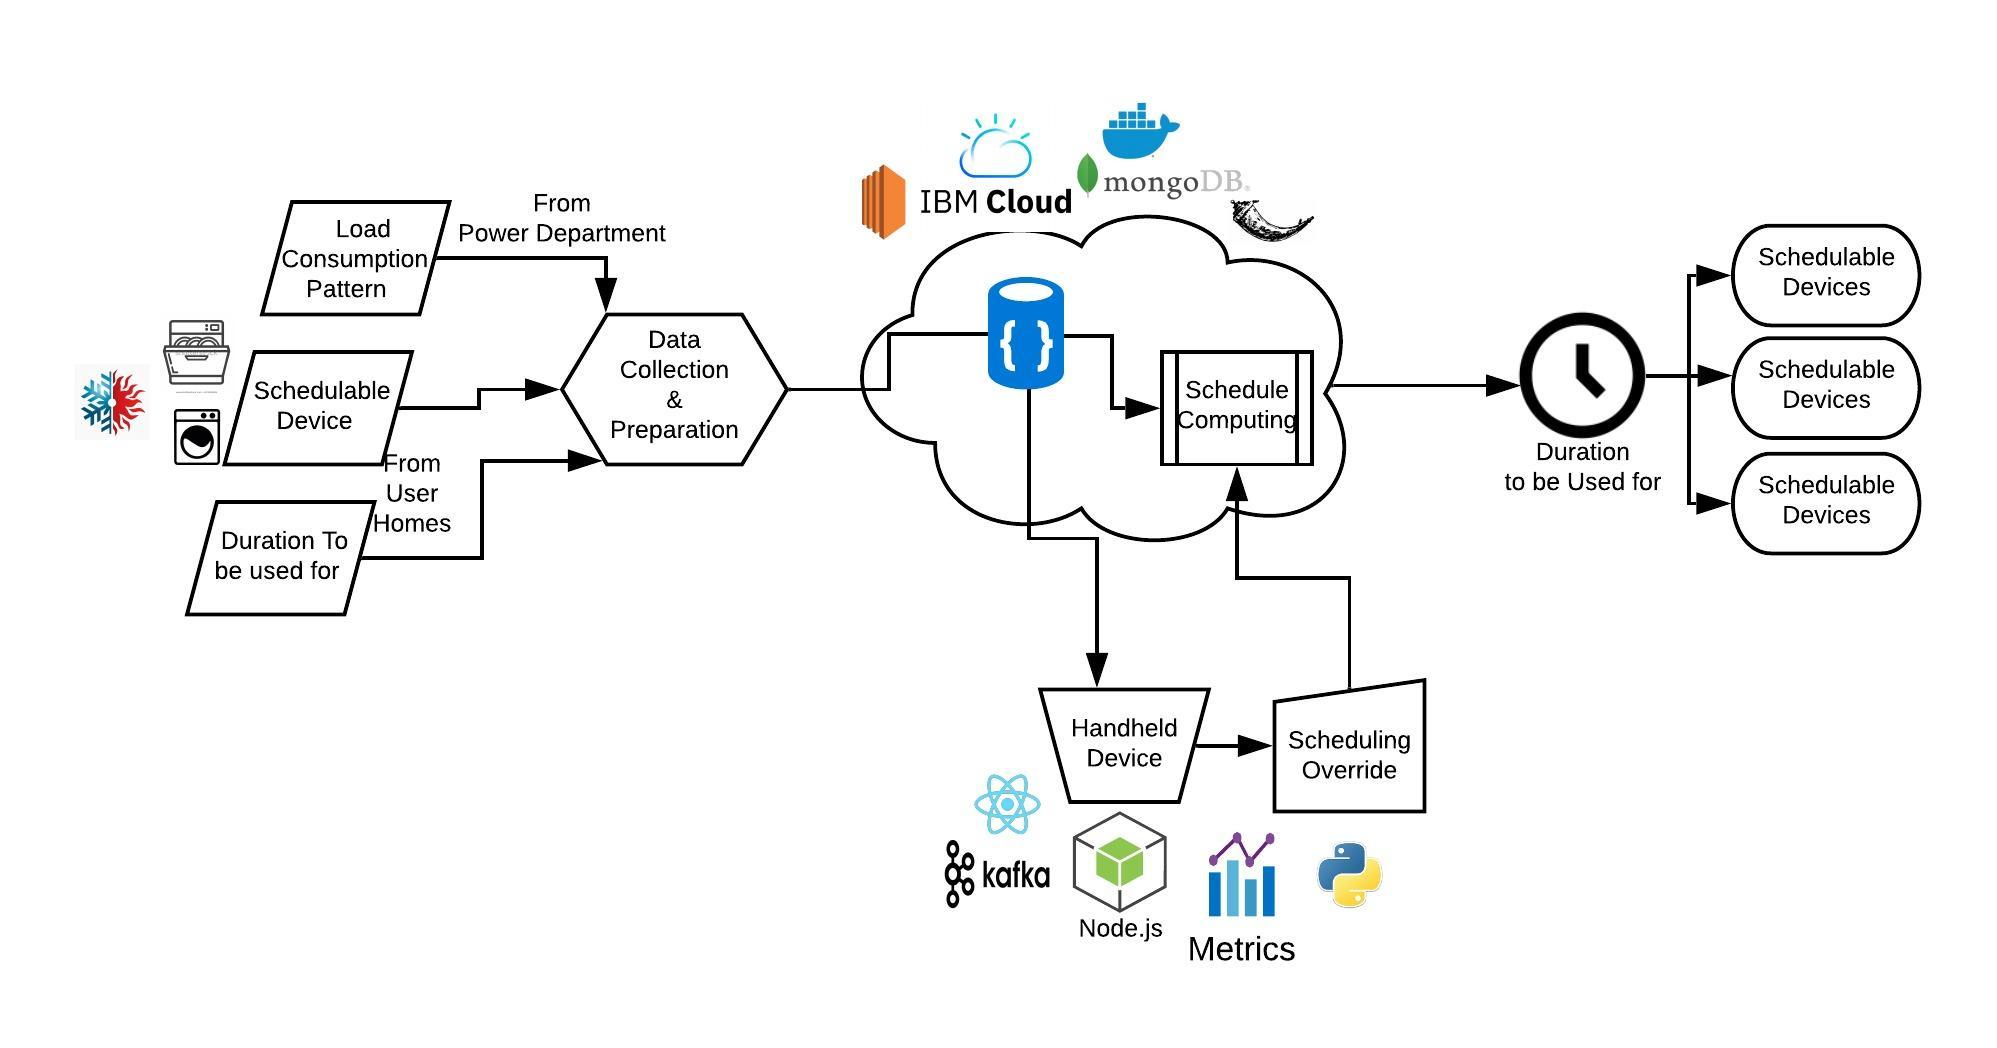 Load
Consumption
Pattern
From
Power Department
Schedulable
Device
From
User
Homes
Duration To
be used for
Data
Collection
&
Preparation
IBM Cloud
mongoDB®
{ }
Schedule
Computing
Handheld
Device
Scheduling
Override
kafka
Node.js
Metrics
Duration
to be Used for
Schedulable
Devices
Schedulable
Devices
Schedulable
Devices